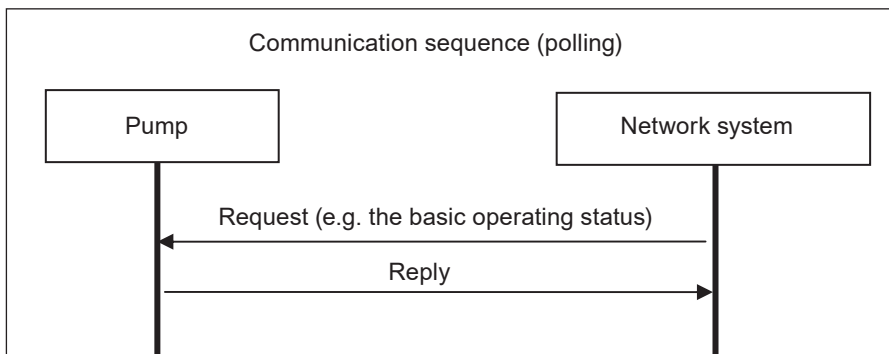 Communication sequence (polling)
Pump
Network system
Request (e.g. the basic operating status)
Reply